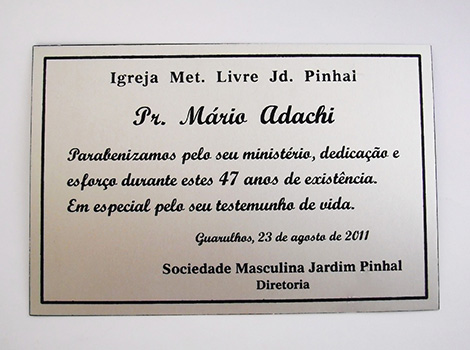 Igreja Met. Livre Jd. Pinhal
Pr. Mário Adachi
Parabenizamos pelo seu ministério, dedicação e
esforço durante estes 47 anos de existência.
Em especial pelo seu testemunho de vida.
Guarulhos, 23 de agosto de 2011
Sociedade Masculina Jardim Pinhal
Diretoria